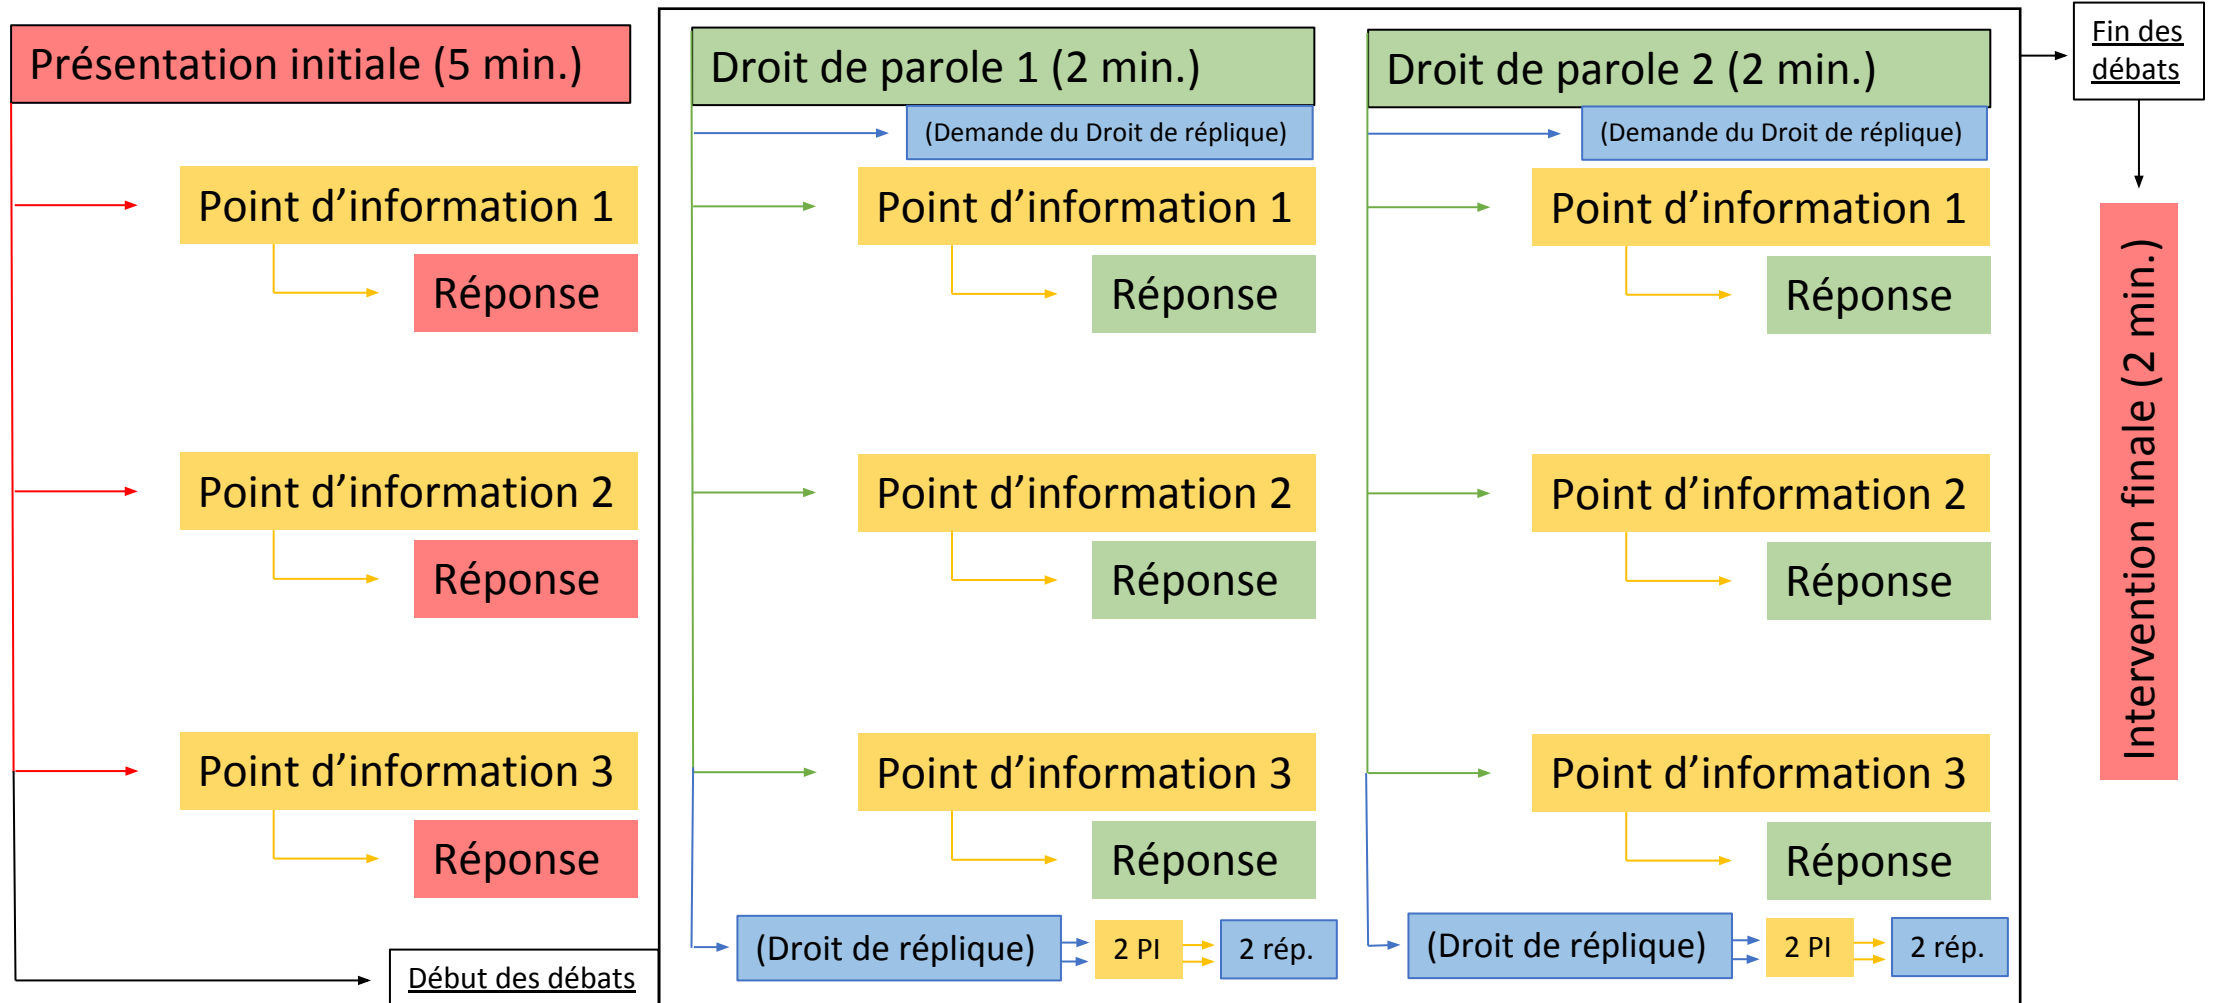 Présentation initiale (5 min.)
Point d’information 1
Réponse
Point d’information 2
Réponse
Point d’information 3
Réponse
Début des débats
Droit de parole 1 (2 min.)
(Demande du Droit de réplique)
Point d’information 1
Réponse
Point d’information 2
Réponse
Point d’information 3
Réponse
(Droit de réplique)
2 PI
2 rép.
Droit de parole 2 (2 min.)
(Demande du Droit de réplique)
Point d’information 1
Réponse
Point d’information 2
Réponse
Point d’information 3
Réponse
(Droit de réplique)
2 PI
2 rép.
Fin des
débats
Intervention finale (2 min.)